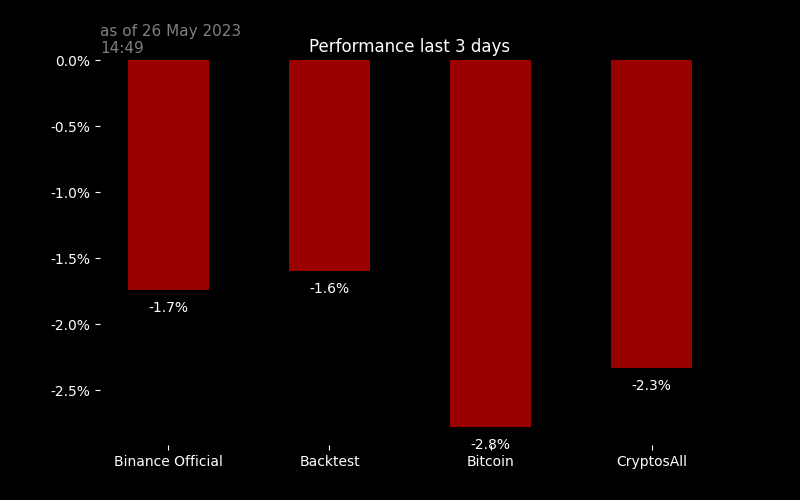 as of 26 May 2023
14:49
Performance last 3 days
0.0%
-0.5%
-1.0%
-1.5%
-2.0%
-2.5%
-1.7%
-1.6%
-2.8%
-2.3%
Binance Official
Backtest
Bitcoin
CryptosAll